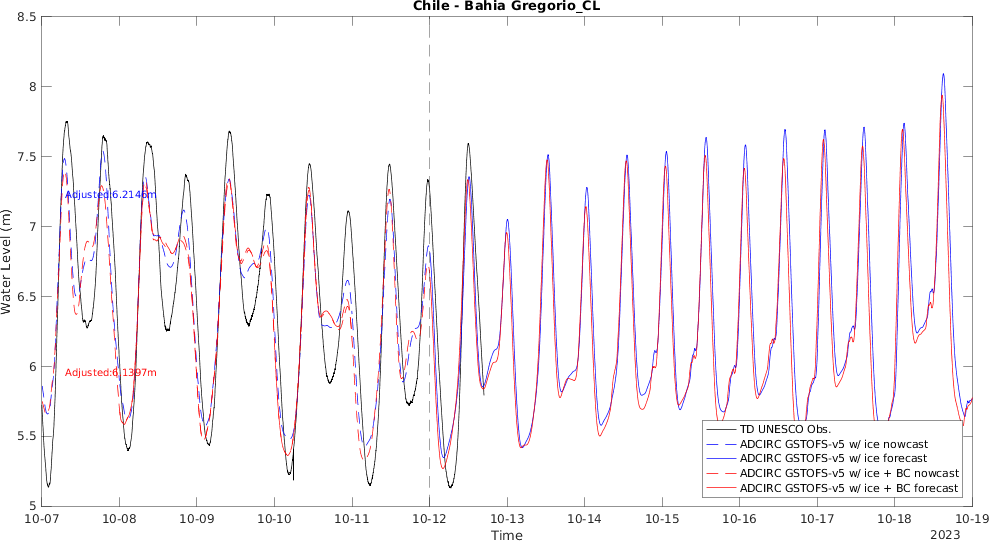 Chile - Bahia Gregorio_CL
8.5
8
7.5
7
6.5
6
5.5
5
Water Level (m)
Adjusted:6.2146m
Adjusted:6.1397m
TD UNESCO Obs.
ADCIRC GSTOFS-v5 w/ ice nowcast
ADCIRC GSTOFS-v5 w/ ice forecast
ADCIRC GSTOFS-v5 w/ ice + BC nowcast
ADCIRC GSTOFS-v5 w/ ice + BC forecast
10-07 10-08 10-09 10-10 10-11 10-12 10-13 10-14 10-15 10-16 10-17 10-18 10-19
Time
2023